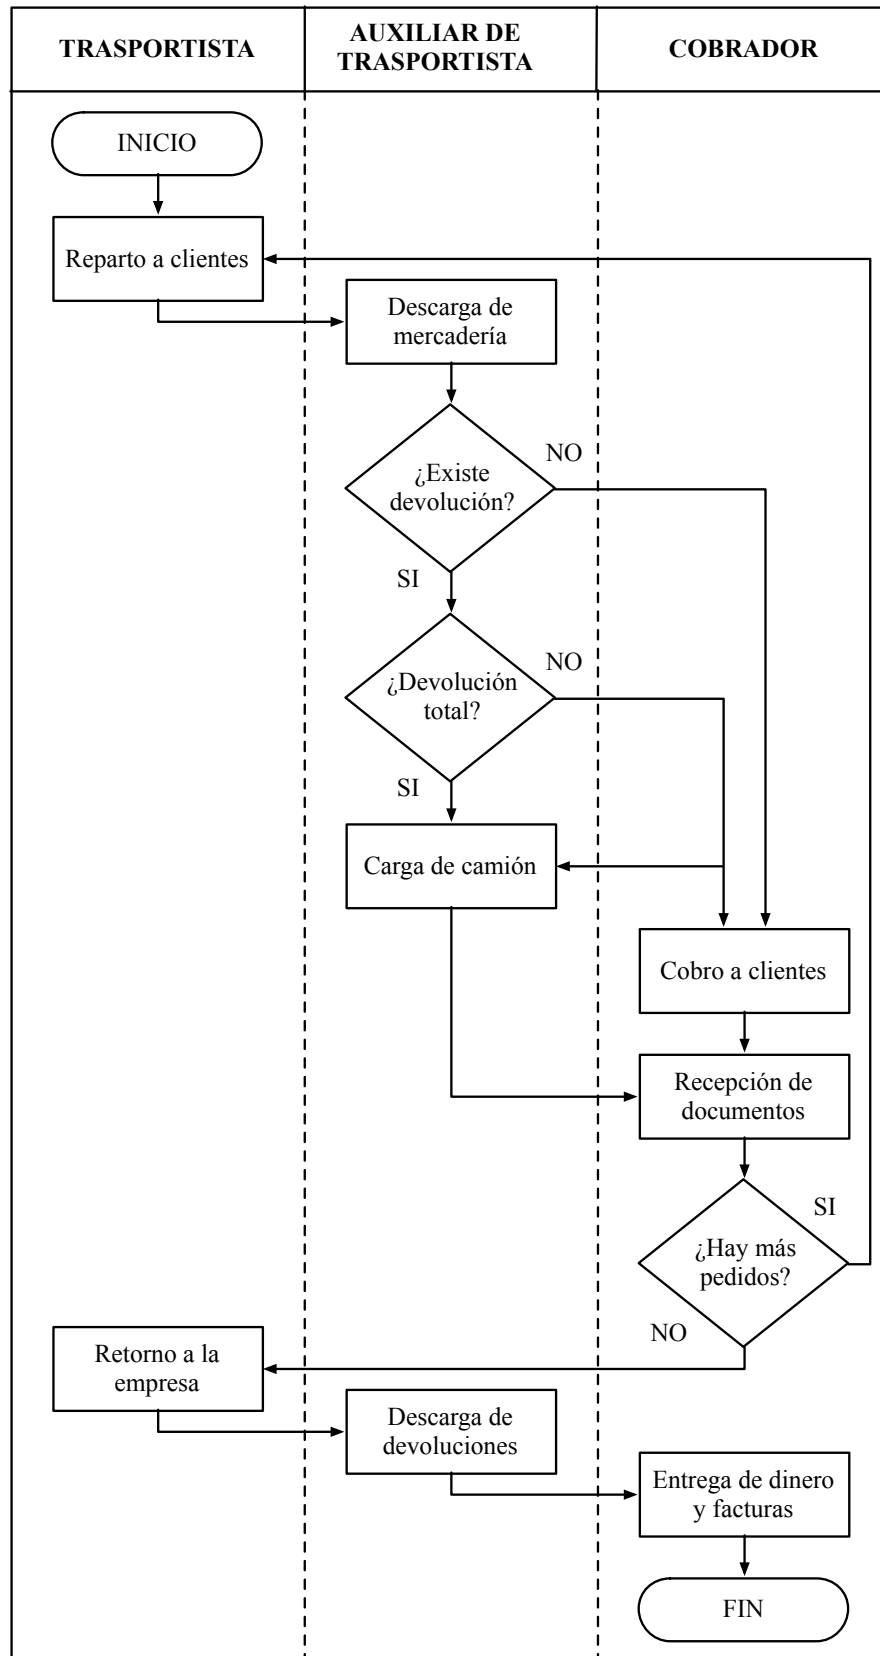 TRASPORTISTA
AUXILIAR DE
TRASPORTISTA
COBRADOR
INICIO
Reparto a clientes
Descarga de
mercadería
NO
¿Existe
devolución?
SI
NO
¿Devolución
total?
SI
Carga de camión
Cobro a clientes
Recepción de
documentos
SI
¿Hay más
pedidos?
NO
Retorno a la
empresa
Descarga de
devoluciones
Entrega de dinero
y facturas
FIN